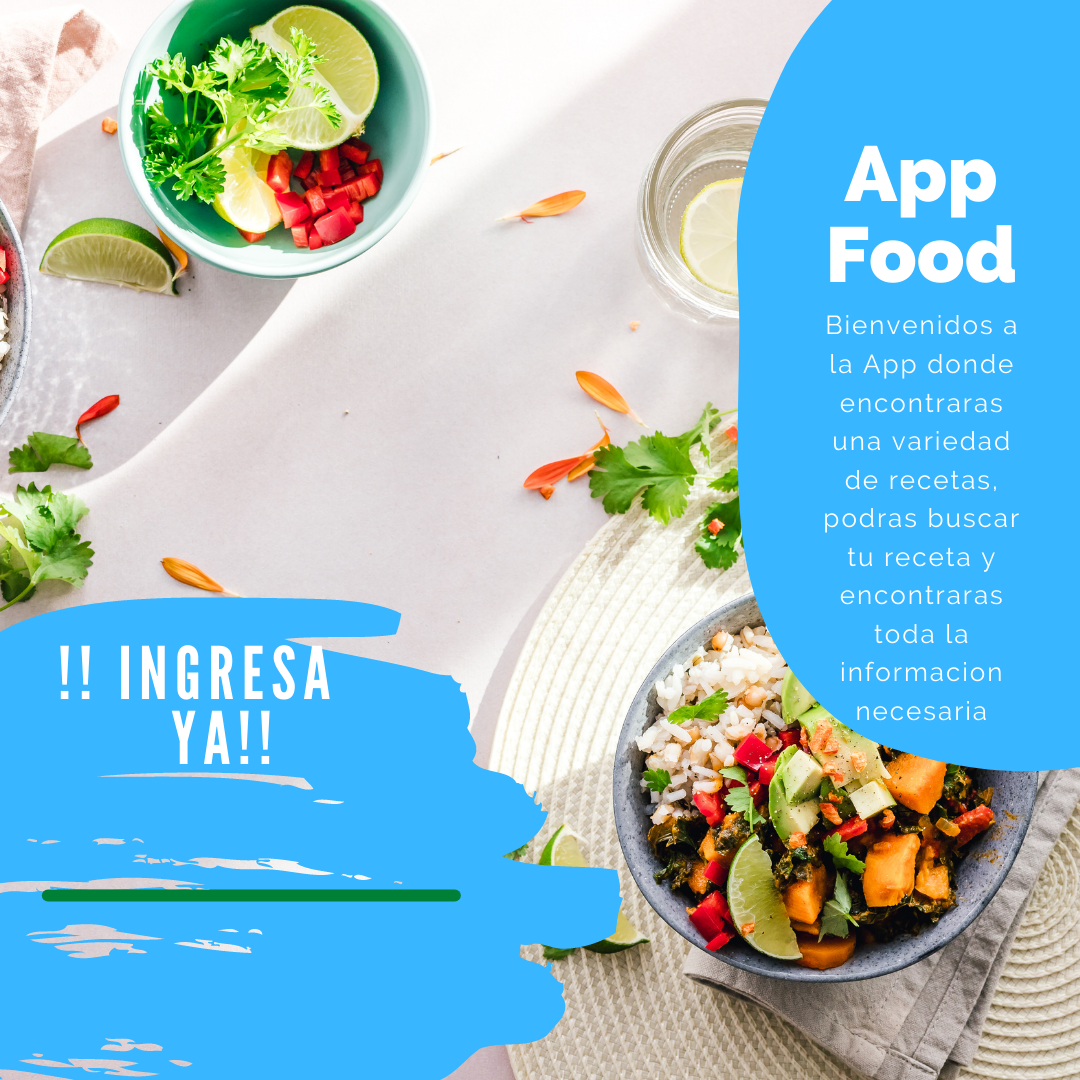 App
Food
Bienvenidos a
la App donde
encontraras
una variedad
de recetas,
podras buscar
tu receta y
encontraras
toda la
informacion
necesaria
!! INGRESA
YA!!